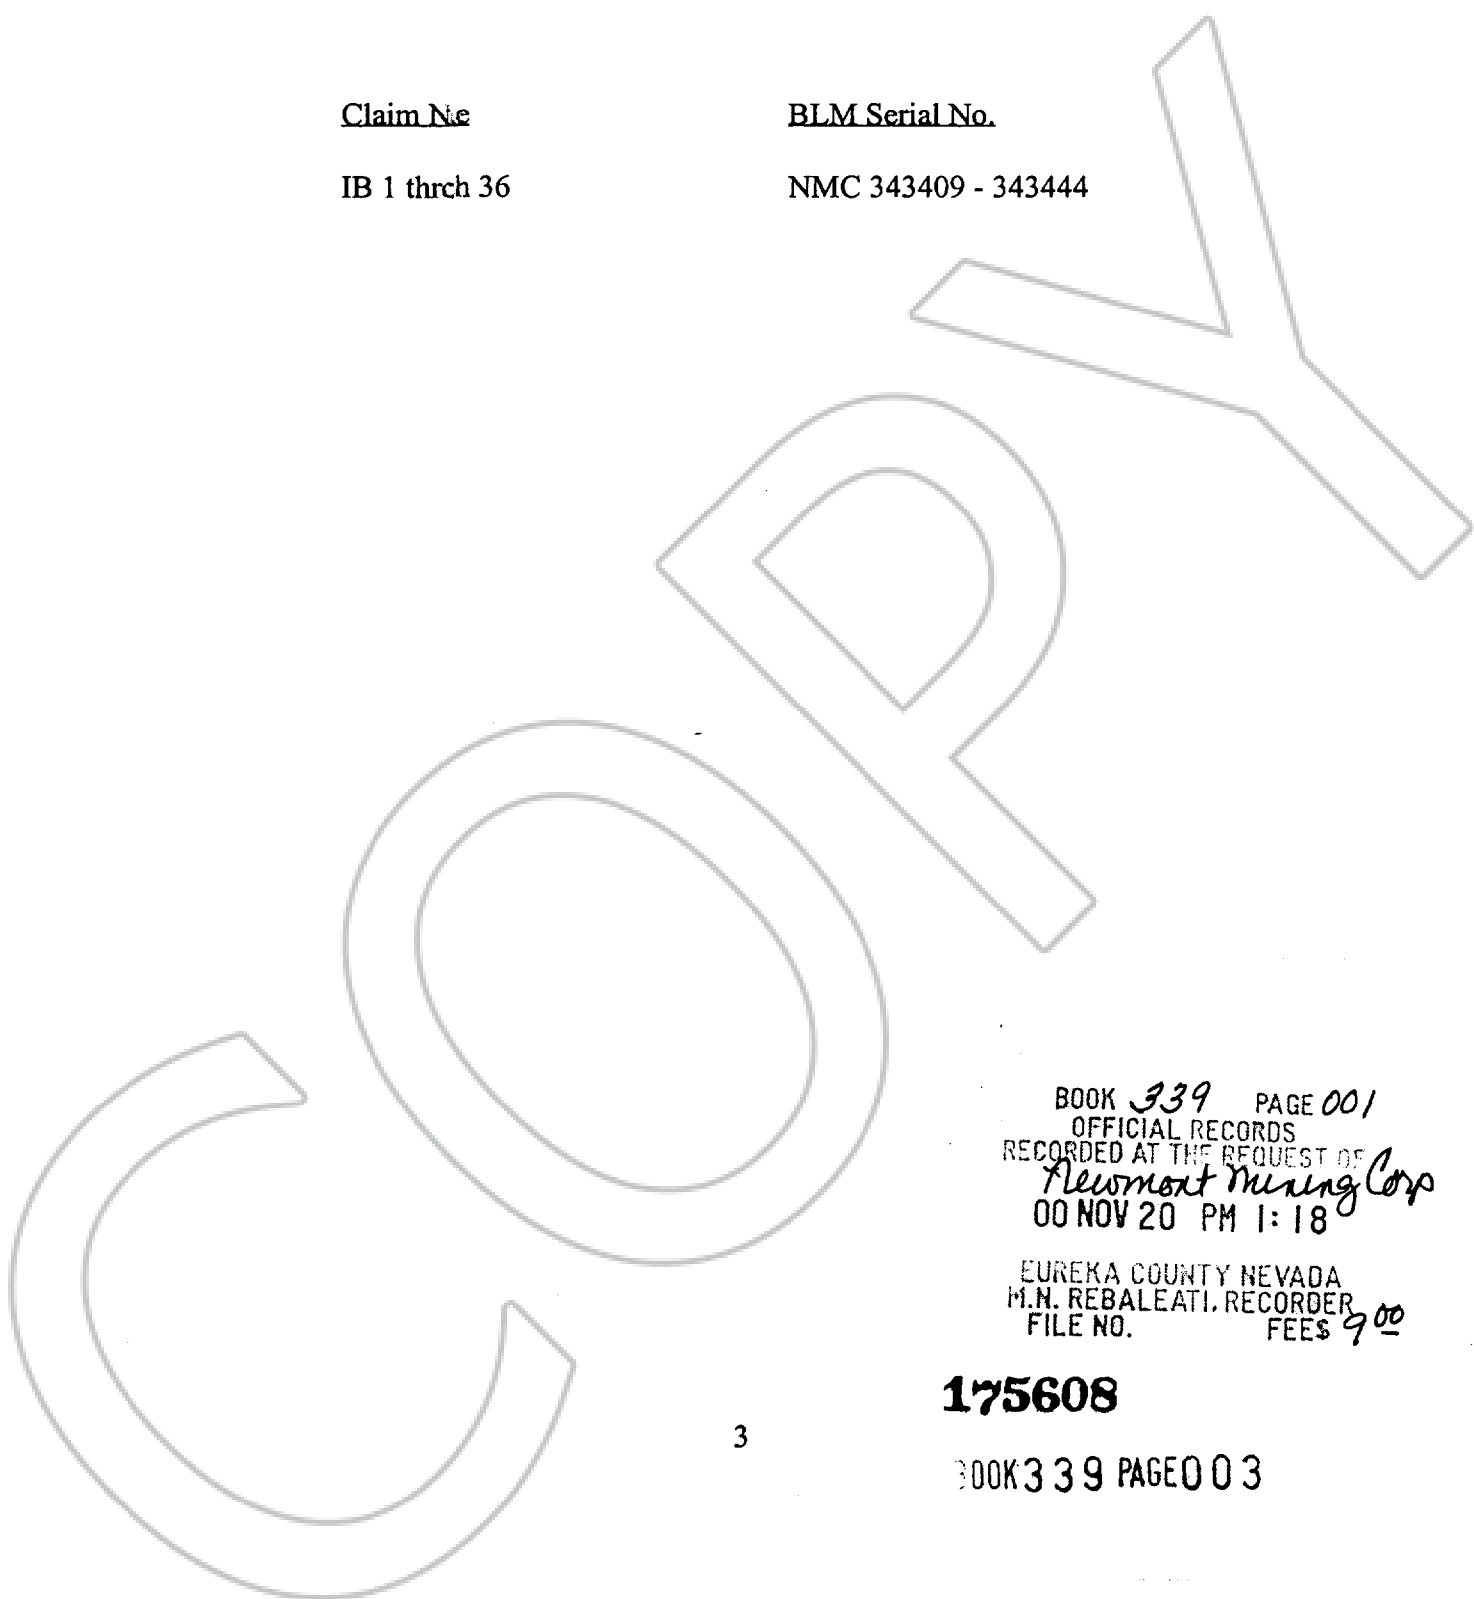 Claim Ne BLM Serial No.
IB 1 thrch 36 NMC 343409 - 343444
COPY
BOOK 339 PAGE 001
OFFICIAL RECORDS
RECORDED AT THE REQUEST OF
Newmont Mining Corp
00 NOV 20 PM 1:18
EUREKA COUNTY NEVADA
M.N. REBALEATI, RECORDER
FILE NO. FEE$ 9 00
175608
3
BOOK 339 PAGE 003